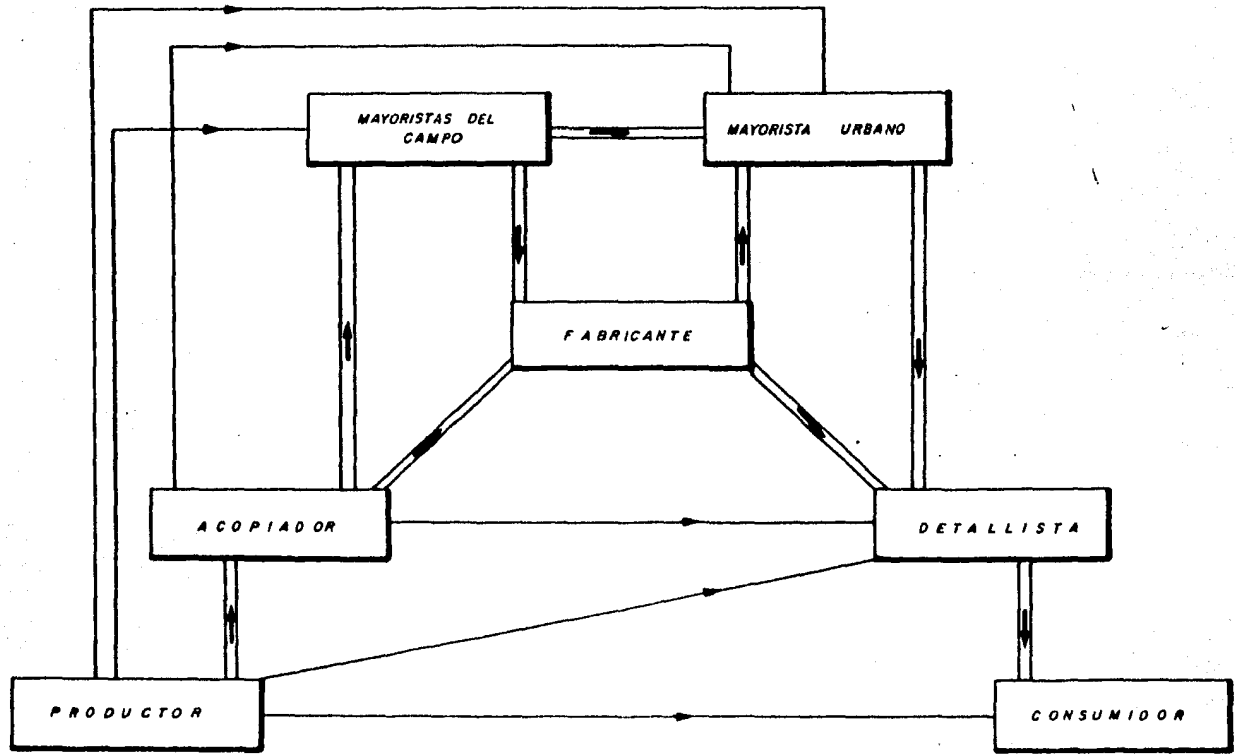 MAYORISTAS DEL
CAMPO
MAYORISTA URBANO
FABRICANTE
ACOPIADOR
DETALLISTA
PRODUCTOR
CONSUMIDOR